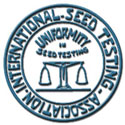 INTERNATIONAL·SEED TESTING·ASSOCIATION·
UNIFORMITY
IN
SEED TESTING